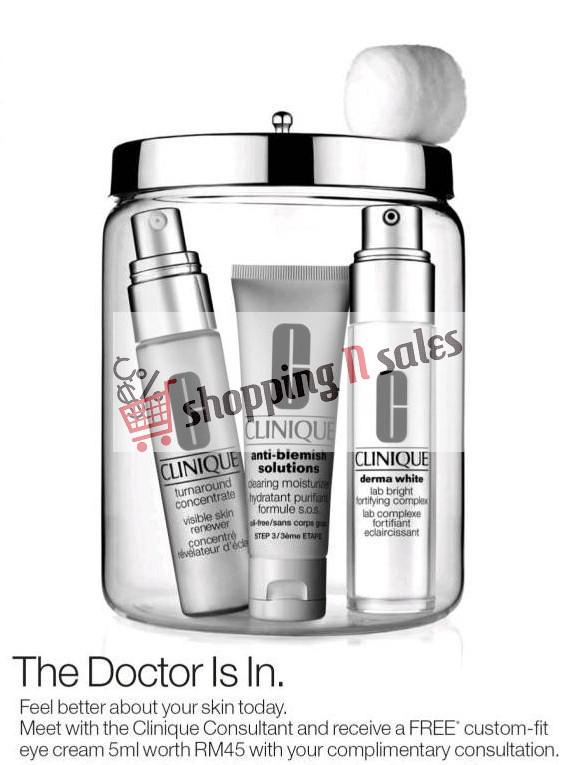 shopping n sales
CLINIQUE
turnaround
concentrate
visible skin
renewer
concentré
révélateur d'écla
CLINIQUE
anti-blemish
solutions
clearing moisturize
hydratant purifiant
formule s.o.s.
oil-free/sans corps gras
STEP 3/3ème ETAPE
CLINIQUE
derma white
lab bright
fortifying complex
lab complexe
fortifiant
eclaircissant
The Doctor Is In.
Feel better about your skin today.
Meet with the Clinique Consultant and receive a FREE* custom-fit
eye cream 5ml worth RM45 with your complimentary consultation.